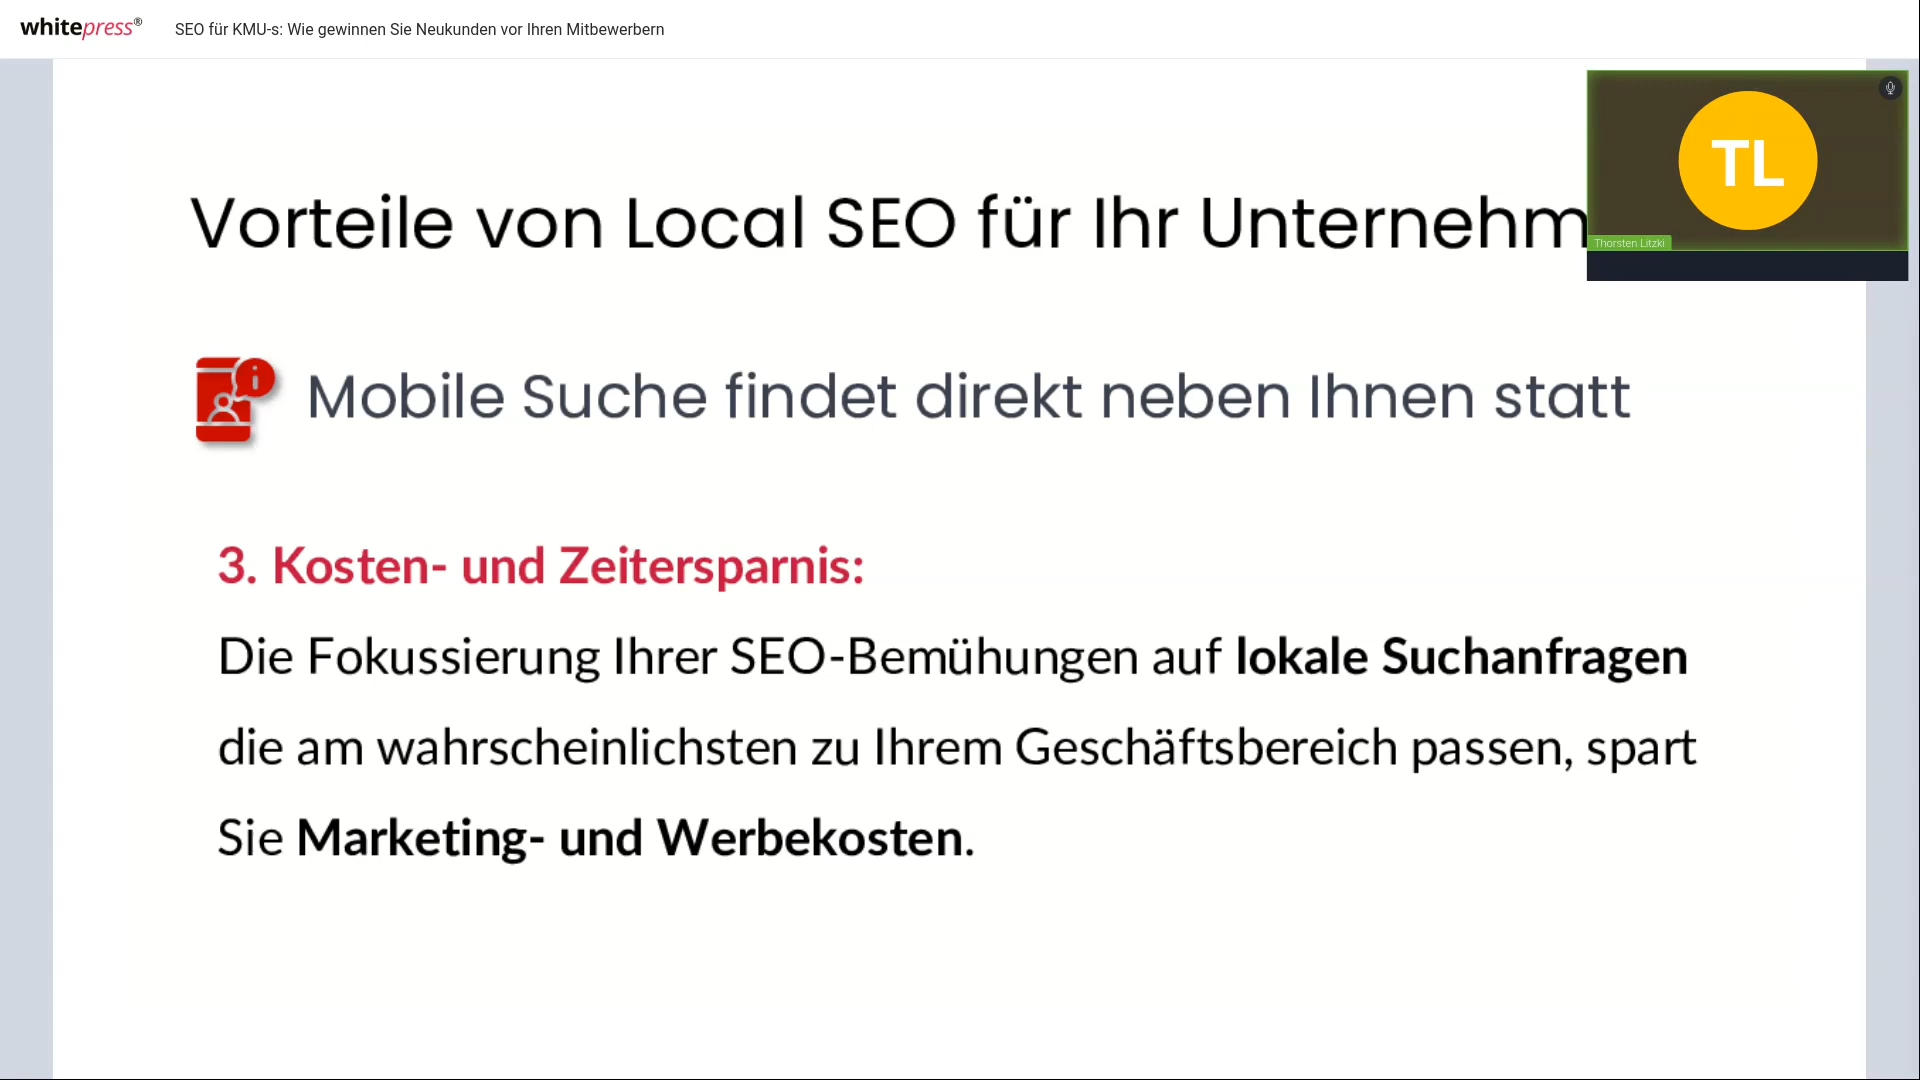 whitepress®
SEO für KMU-s: Wie gewinnen Sie Neukunden vor Ihren Mitbewerbern
TL
Thorsten Litzki
Vorteile von Local SEO für Ihr Unternehm
Mobile Suche findet direkt neben Ihnen statt
3. Kosten- und Zeitersparnis:
Die Fokussierung Ihrer SEO-Bemühungen auf lokale Suchanfragen
die am wahrscheinlichsten zu Ihrem Geschäftsbereich passen, spart
Sie Marketing- und Werbekosten.